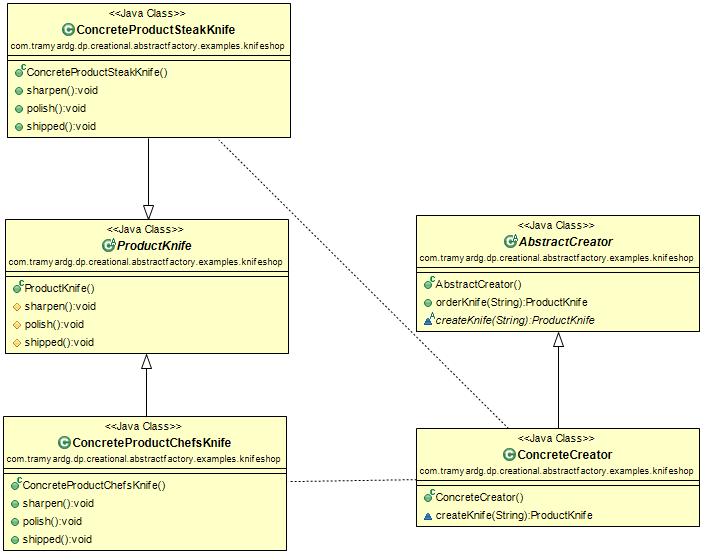 <<Java Class>>
ConcreteProductSteakKnife
com.tramyardg.dp.creational.abstractfactory.examples.knifeshop
ConcreteProductSteakKnife()
sharpen():void
polish():void
shipped():void
<<Java Class>>
ProductKnife
com.tramyardg.dp.creational.abstractfactory.examples.knifeshop
ProductKnife()
sharpen():void
polish():void
shipped():void
<<Java Class>>
AbstractCreator
com.tramyardg.dp.creational.abstractfactory.examples.knifeshop
AbstractCreator()
orderKnife(String):ProductKnife
createKnife(String):ProductKnife
<<Java Class>>
ConcreteProductChefsKnife
com.tramyardg.dp.creational.abstractfactory.examples.knifeshop
ConcreteProductChefsKnife()
sharpen():void
polish():void
shipped():void
<<Java Class>>
ConcreteCreator
com.tramyardg.dp.creational.abstractfactory.examples.knifeshop
ConcreteCreator()
createKnife(String):ProductKnife